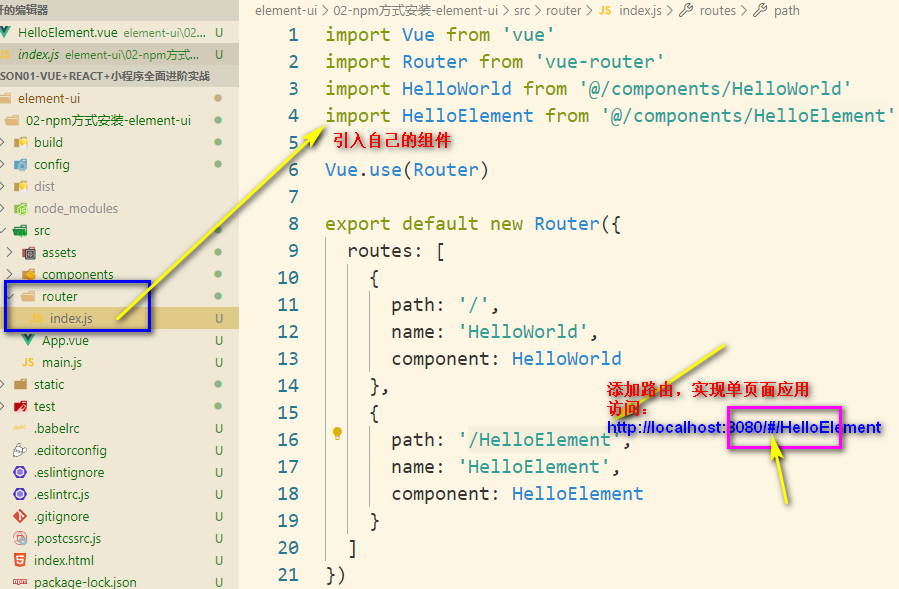 开的编辑器
HelloElement.vue element-ui\02... U
index.js element-ui\02-npm方式... U
SON01-VUE+REACT+小程序全面进阶实战
element-ui
02-npm方式安装-element-ui
build
config
dist
node_modules
src
assets
components
router
JS index.js U
App.vue U
JS main.js U
static
test
.babelrc U
.editorconfig U
.eslintignore U
.eslintrc.js U
.gitignore U
.postcssrc.js U
index.html U
package-lock.json U
element-ui > 02-npm方式安装-element-ui > src > router > JS index.js > routes > path
1 import Vue from 'vue'
2 import Router from 'vue-router'
3 import HelloWorld from '@/components/HelloWorld'
4 import HelloElement from '@/components/HelloElement'
5 引入自己的组件
6 Vue.use(Router)
7
8 export default new Router({
9 routes: [
10 {
11 path: '/',
12 name: 'HelloWorld',
13 component: HelloWorld
14 },
15 {
16 path: '/HelloElement',
17 name: 'HelloElement',
18 component: HelloElement
19 }
20 ]
21 })
添加路由，实现单页面应用
访问：
http://localhost:8080/#/HelloElement